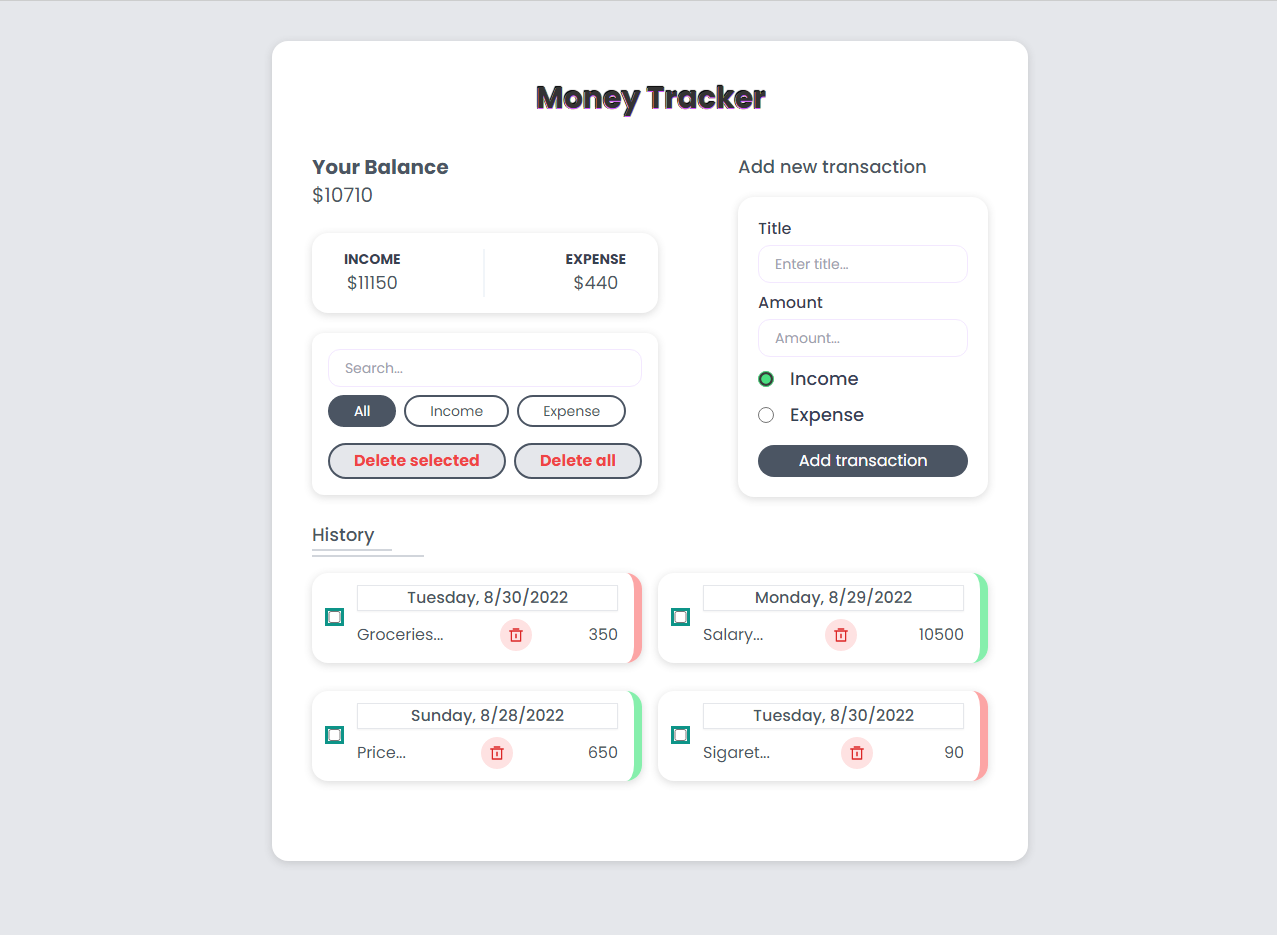 Money Tracker
Your Balance
$10710
INCOME
$11150
EXPENSE
$440
Search...
All
Income
Expense
Delete selected
Delete all
Add new transaction
Title
Enter title...
Amount
Amount...
Income
Expense
Add transaction
History
Tuesday, 8/30/2022
Groceries... 350
Monday, 8/29/2022
Salary... 10500
Sunday, 8/28/2022
Price... 650
Tuesday, 8/30/2022
Sigaret... 90